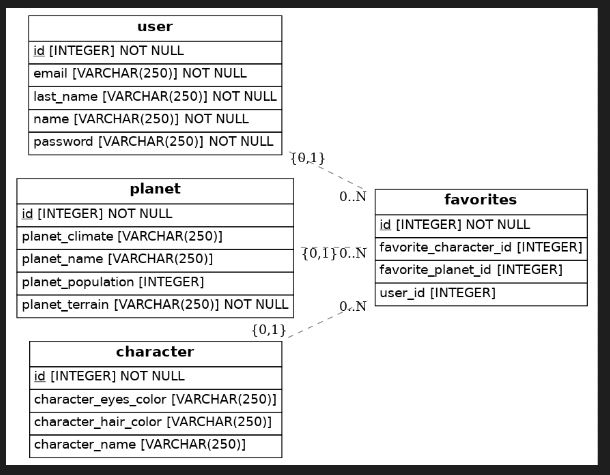 user
id [INTEGER] NOT NULL
email [VARCHAR(250)] NOT NULL
last_name [VARCHAR(250)] NOT NULL
name [VARCHAR(250)] NOT NULL
password [VARCHAR(250)] NOT NULL
{0,1}
0..N
planet
id [INTEGER] NOT NULL
planet_climate [VARCHAR(250)]
planet_name [VARCHAR(250)]
planet_population [INTEGER]
planet_terrain [VARCHAR(250)] NOT NULL
{0,1}
0..N
favorites
id [INTEGER] NOT NULL
favorite_character_id [INTEGER]
favorite_planet_id [INTEGER]
user_id [INTEGER]
0..N
{0,1}
character
id [INTEGER] NOT NULL
character_eyes_color [VARCHAR(250)]
character_hair_color [VARCHAR(250)]
character_name [VARCHAR(250)]